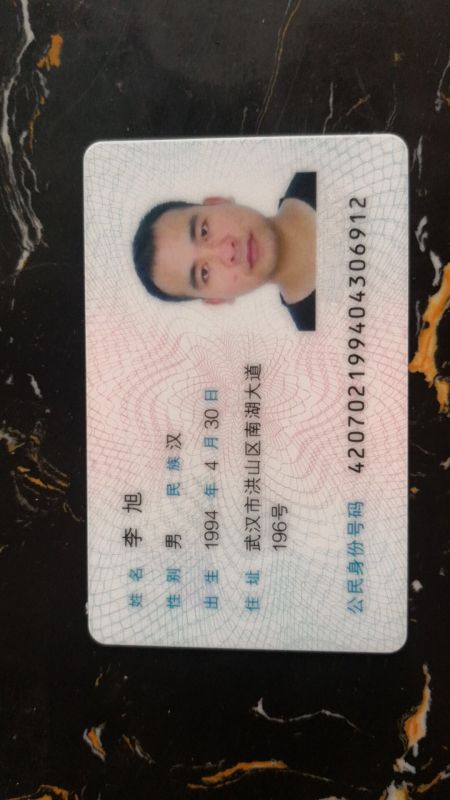 姓名 李旭
性别 男 民族 汉
出生 1994 年 4 月 30 日
住址 武汉市洪山区南湖大道
196号
公民身份号码 420702199404306912